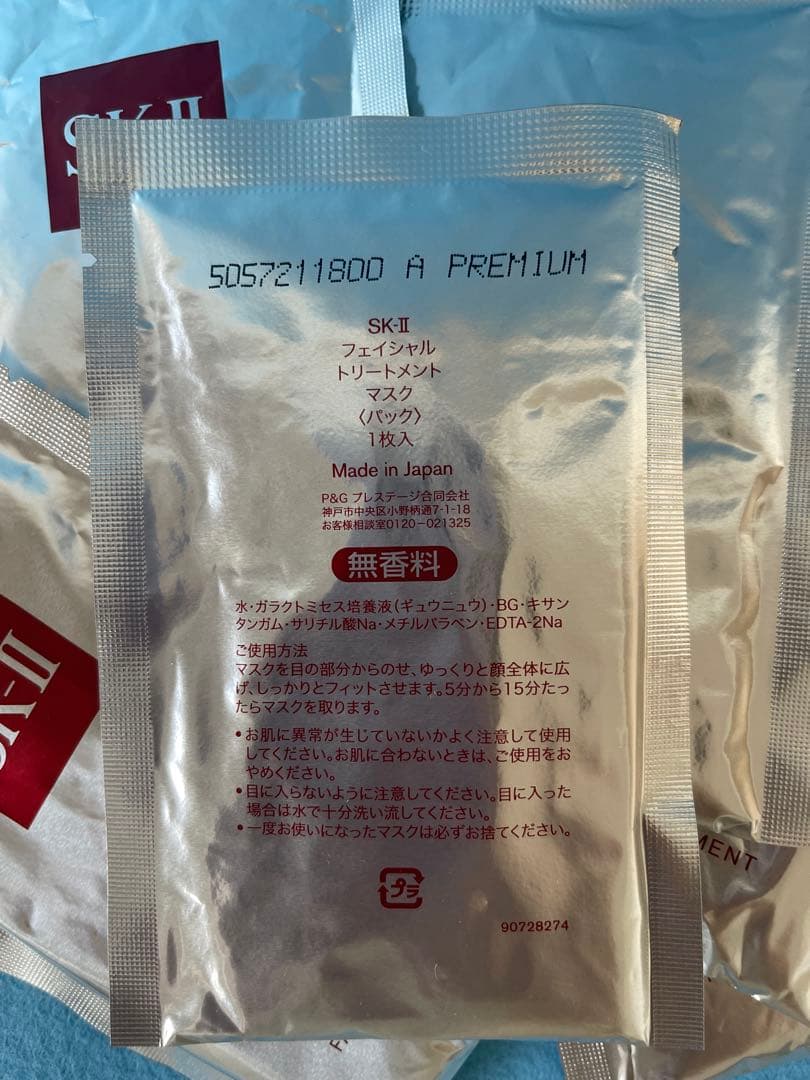 SK-II
5057211800 A PREMIUM
SK-II
フェイシャル
トリートメント
マスク
〈パック〉
1枚入
Made in Japan
P&G プレステージ合同会社
神戸市中央区小野柄通7-1-18
お客様相談室0120-021325
無香料
水・ガラクトミセス培養液(ギュウニュウ)・BG・キサン
タンガム・サリチル酸Na・メチルパラベン・EDTA-2Na
ご使用方法
マスクを目の部分からのせ、ゆっくりと顔全体に広
げ、しっかりとフィットさせます。5分から15分たっ
たらマスクを取ります。
•お肌に異常が生じていないかよく注意して使用
してください。お肌に合わないときは、ご使用をお
やめください。
•目に入らないように注意してください。目に入った
場合は水で十分洗い流してください。
•一度お使いになったマスクは必ずお捨てください。
プラ
90728274
SK-II
MENT